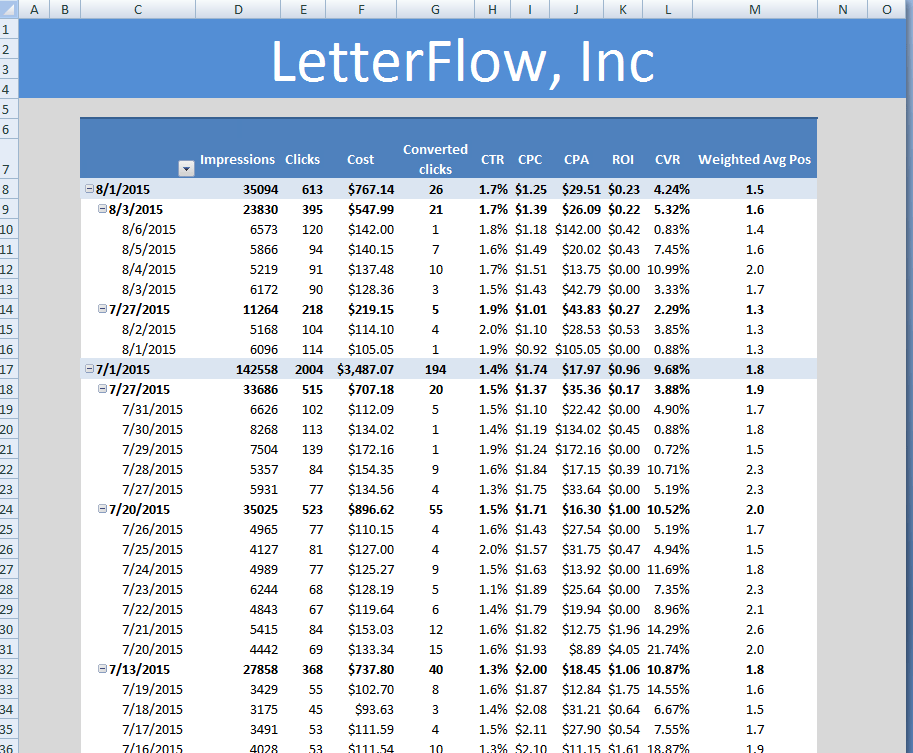 A B C D E F G H I J K L M N O
1
2
3
4
LetterFlow, Inc
5
6
7 Impressions Clicks Cost Converted clicks CTR CPC CPA ROI CVR Weighted Avg Pos
8 8/1/2015 35094 613 $767.14 26 1.7% $1.25 $29.51 $0.23 4.24% 1.5
9 8/3/2015 23830 395 $547.99 21 1.7% $1.39 $26.09 $0.22 5.32% 1.6
10 8/6/2015 6573 120 $142.00 1 1.8% $1.18 $142.00 $0.42 0.83% 1.4
11 8/5/2015 5866 94 $140.15 7 1.6% $1.49 $20.02 $0.43 7.45% 1.6
12 8/4/2015 5219 91 $137.48 10 1.7% $1.51 $13.75 $0.00 10.99% 2.0
13 8/3/2015 6172 90 $128.36 3 1.5% $1.43 $42.79 $0.00 3.33% 1.7
14 7/27/2015 11264 218 $219.15 5 1.9% $1.01 $43.83 $0.27 2.29% 1.3
15 8/2/2015 5168 104 $114.10 4 2.0% $1.10 $28.53 $0.53 3.85% 1.3
16 8/1/2015 6096 114 $105.05 1 1.9% $0.92 $105.05 $0.00 0.88% 1.3
17 7/1/2015 142558 2004 $3,487.07 194 1.4% $1.74 $17.97 $0.96 9.68% 1.8
18 7/27/2015 33686 515 $707.18 20 1.5% $1.37 $35.36 $0.17 3.88% 1.9
19 7/31/2015 6626 102 $112.09 5 1.5% $1.10 $22.42 $0.00 4.90% 1.7
20 7/30/2015 8268 113 $134.02 1 1.4% $1.19 $134.02 $0.45 0.88% 1.8
21 7/29/2015 7504 139 $172.16 1 1.9% $1.24 $172.16 $0.00 0.72% 1.5
22 7/28/2015 5357 84 $154.35 9 1.6% $1.84 $17.15 $0.39 10.71% 2.3
23 7/27/2015 5931 77 $134.56 4 1.3% $1.75 $33.64 $0.00 5.19% 2.3
24 7/20/2015 35025 523 $896.62 55 1.5% $1.71 $16.30 $1.00 10.52% 2.0
25 7/26/2015 4965 77 $110.15 4 1.6% $1.43 $27.54 $0.00 5.19% 1.7
26 7/25/2015 4127 81 $127.00 4 2.0% $1.57 $31.75 $0.47 4.94% 1.5
27 7/24/2015 4989 77 $125.27 9 1.5% $1.63 $13.92 $0.00 11.69% 1.8
28 7/23/2015 6244 68 $128.19 5 1.1% $1.89 $25.64 $0.00 7.35% 2.3
29 7/22/2015 4843 67 $119.64 6 1.4% $1.79 $19.94 $0.00 8.96% 2.1
30 7/21/2015 5415 84 $153.03 12 1.6% $1.82 $12.75 $1.96 14.29% 2.6
31 7/20/2015 4442 69 $133.34 15 1.6% $1.93 $8.89 $4.05 21.74% 2.0
32 7/13/2015 27858 368 $737.80 40 1.3% $2.00 $18.45 $1.06 10.87% 1.8
33 7/19/2015 3429 55 $102.70 8 1.6% $1.87 $12.84 $1.75 14.55% 1.6
34 7/18/2015 3175 45 $93.63 3 1.4% $2.08 $31.21 $0.64 6.67% 1.5
35 7/17/2015 3491 53 $111.59 4 1.5% $2.11 $27.90 $0.54 7.55% 1.7
36 7/16/2015 4028 53 $111.54 10 1.3% $2.10 $11.15 $1.61 18.87% 1.9